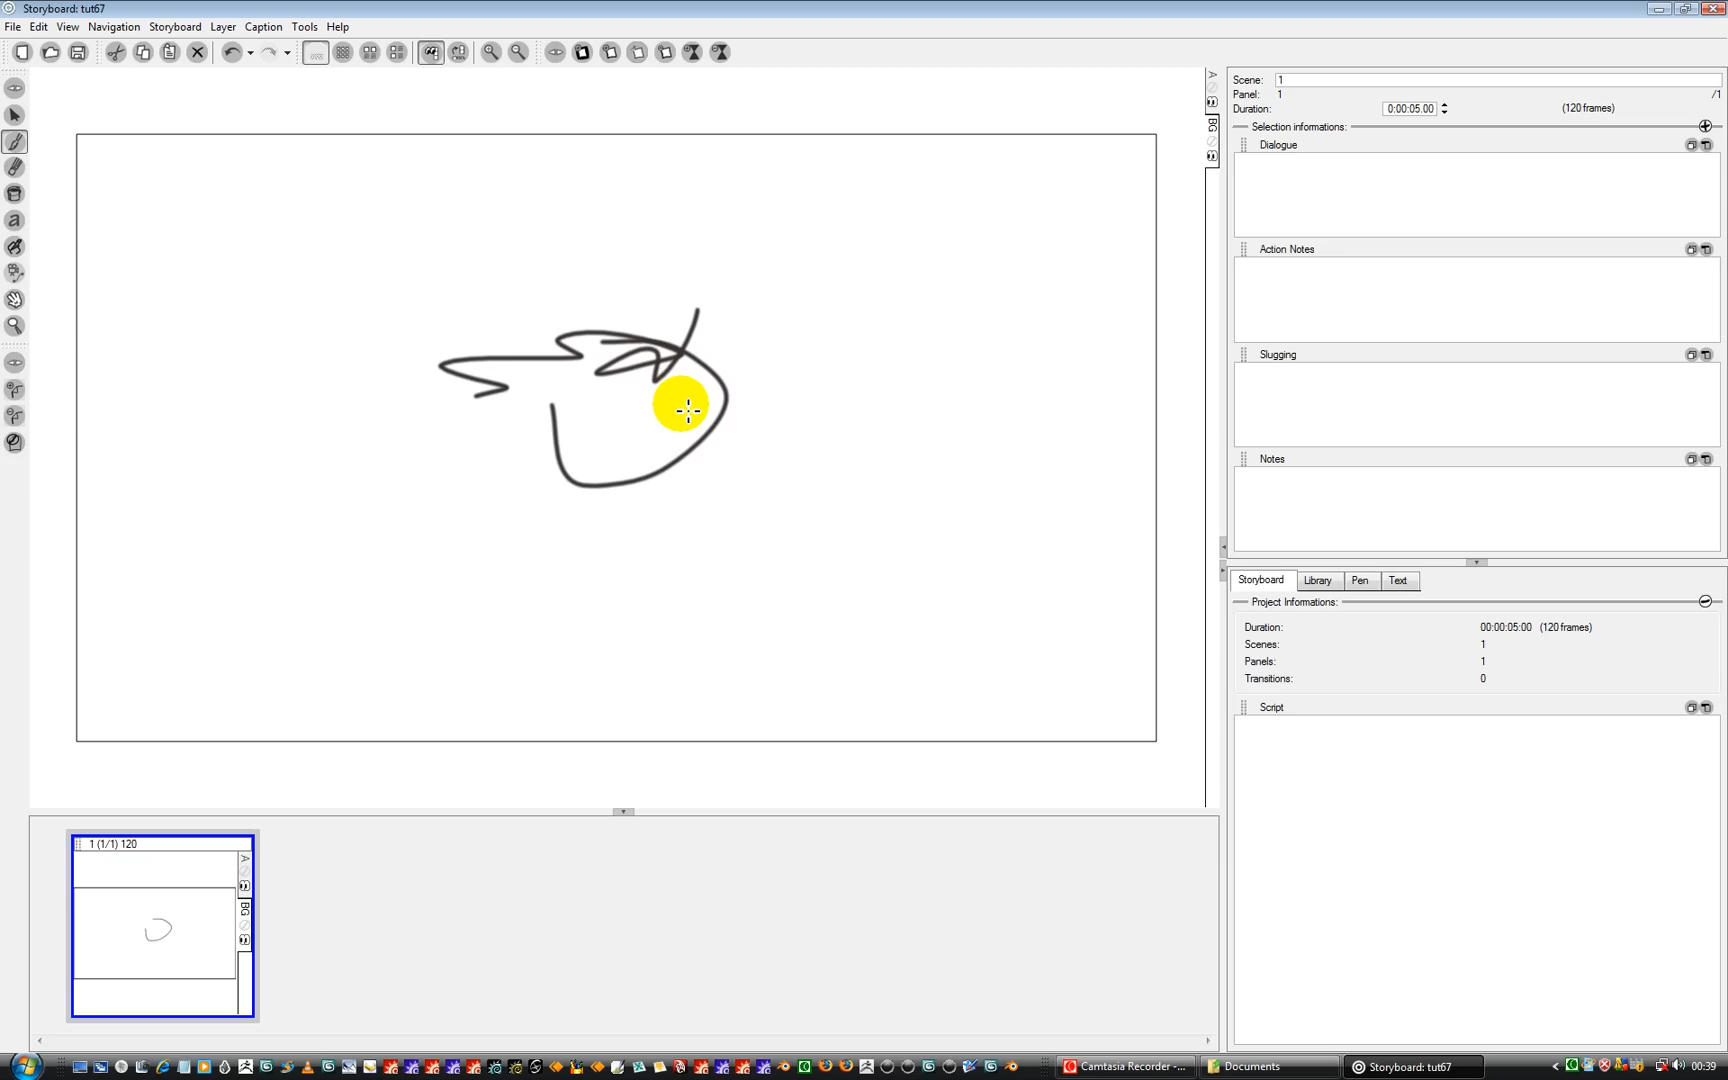 Storyboard: tut67
File Edit View Navigation Storyboard Layer Caption Tools Help
A
BG
Scene: 1
Panel: 1 /1
Duration: 0:00:05.00 (120 frames)
Selection informations:
Dialogue
Action Notes
Slugging
Notes
Storyboard Library Pen Text
Project Informations:
Duration: 00:00:05:00 (120 frames)
Scenes: 1
Panels: 1
Transitions: 0
Script
1 (1/1) 120
A
BG
Camtasia Recorder -... Documents Storyboard: tut67 00:39